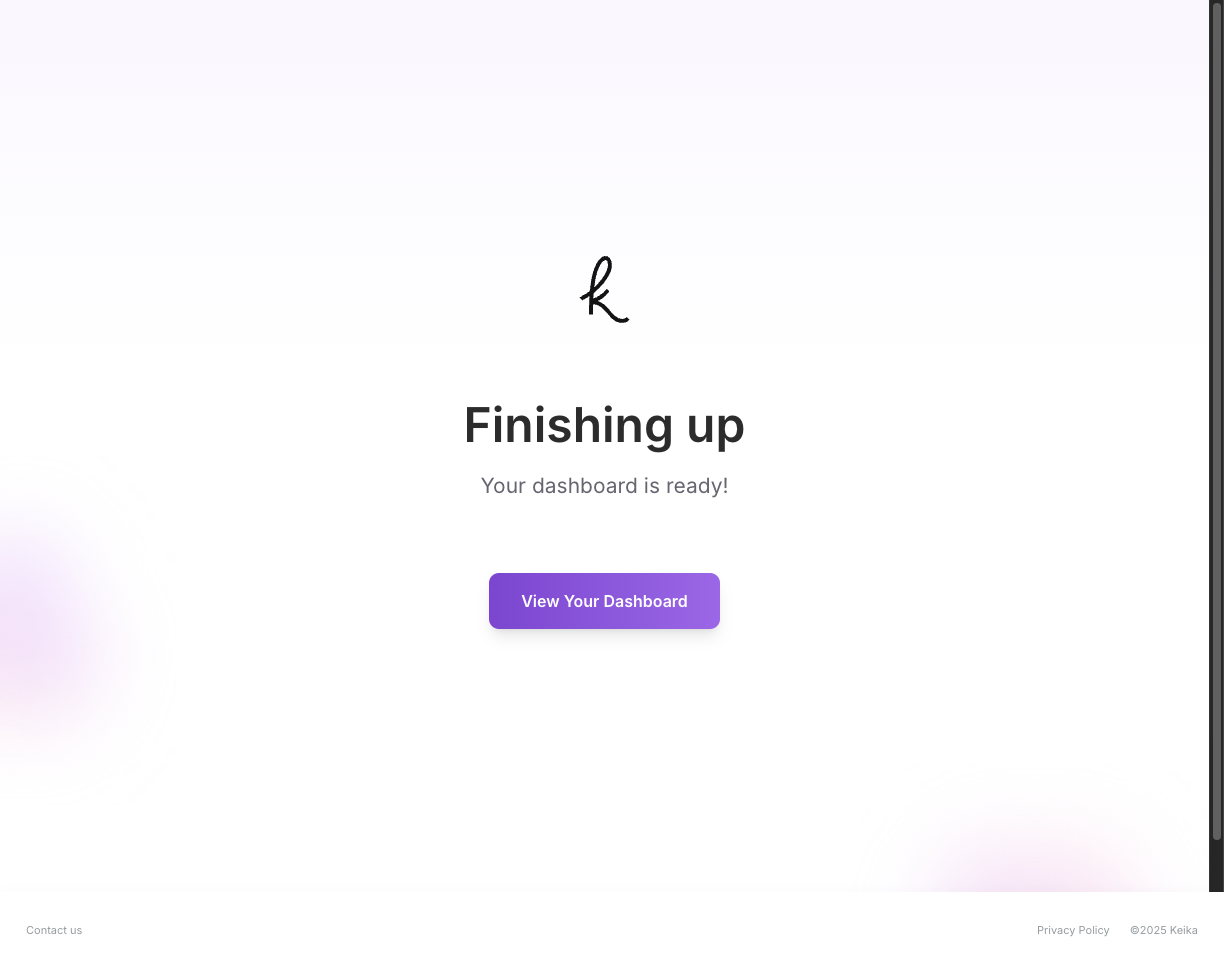 k
Finishing up
Your dashboard is ready!
View Your Dashboard
Contact us
Privacy Policy
©2025 Keika